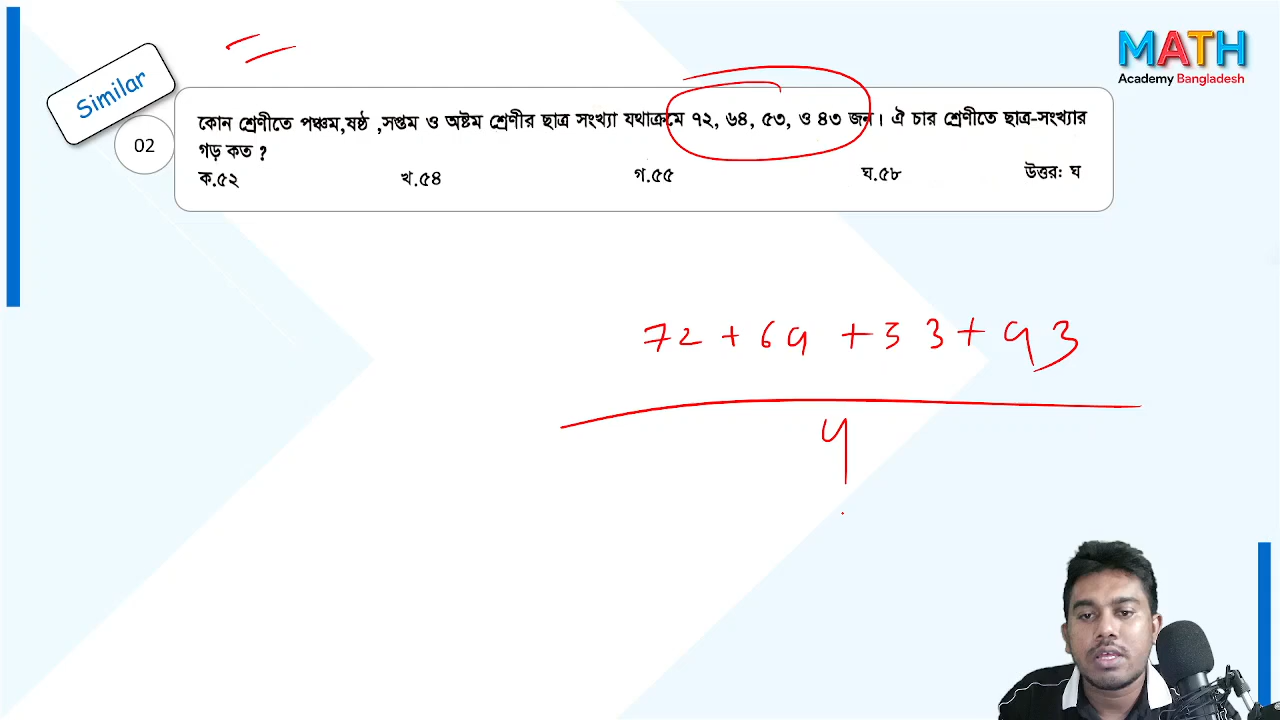 MATH
Academy Bangladesh
Similar
02
কোন শ্রেণীতে পঞ্চম,ষষ্ঠ ,সপ্তম ও অষ্টম শ্রেণীর ছাত্র সংখ্যা যথাক্রমে ৭২, ৬৪, ৫৩, ও ৪৩ জন। ঐ চার শ্রেণীতে ছাত্র-সংখ্যার
গড় কত ?
ক.৫২ খ.৫৪ গ.৫৫ ঘ.৫৮ উত্তরঃ ঘ
72 + 64 + 53 + 43
4